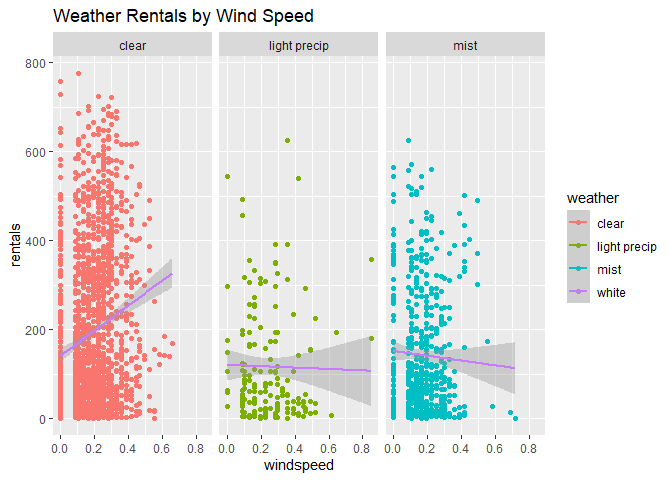 Weather Rentals by Wind Speed
clear
light precip
mist
800
600
400
200
0
rentals
0.0 0.2 0.4 0.6 0.8
0.0 0.2 0.4 0.6 0.8
0.0 0.2 0.4 0.6 0.8
windspeed
weather
clear
light precip
mist
white